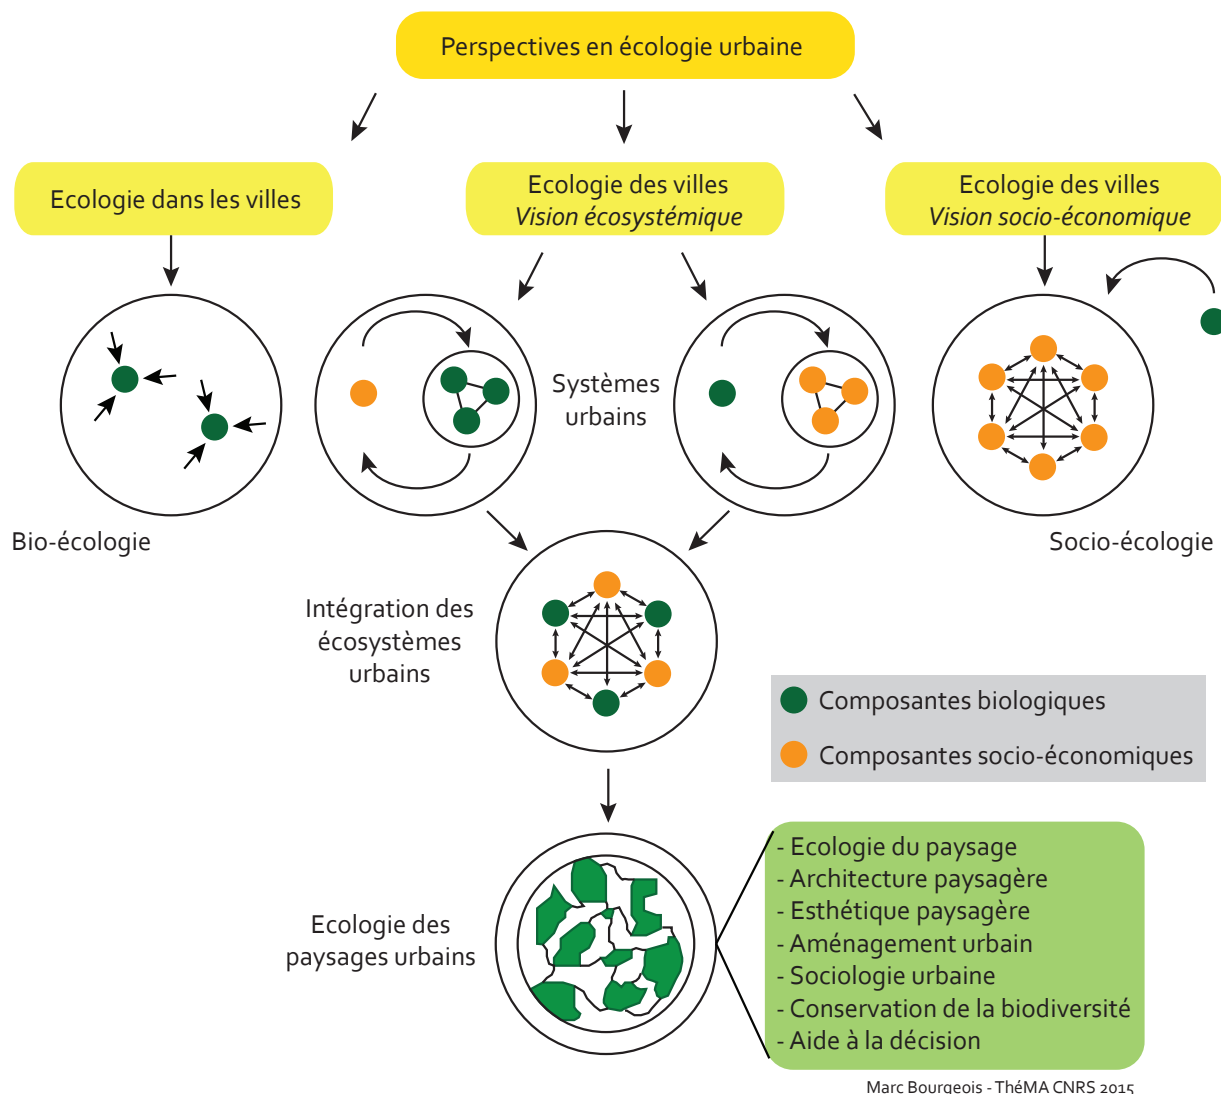 Perspectives en écologie urbaine
Ecologie dans les villes
Ecologie des villes
Vision écosystémique
Ecologie des villes
Vision socio-économique
Systèmes
urbains
Bio-écologie
Socio-écologie
Intégration des
écosystèmes
urbains
Composantes biologiques
Composantes socio-économiques
Ecologie des
paysages urbains
- Ecologie du paysage
- Architecture paysagère
- Esthétique paysagère
- Aménagement urbain
- Sociologie urbaine
- Conservation de la biodiversité
- Aide à la décision
Marc Bourgeois - ThéMA CNRS 2015